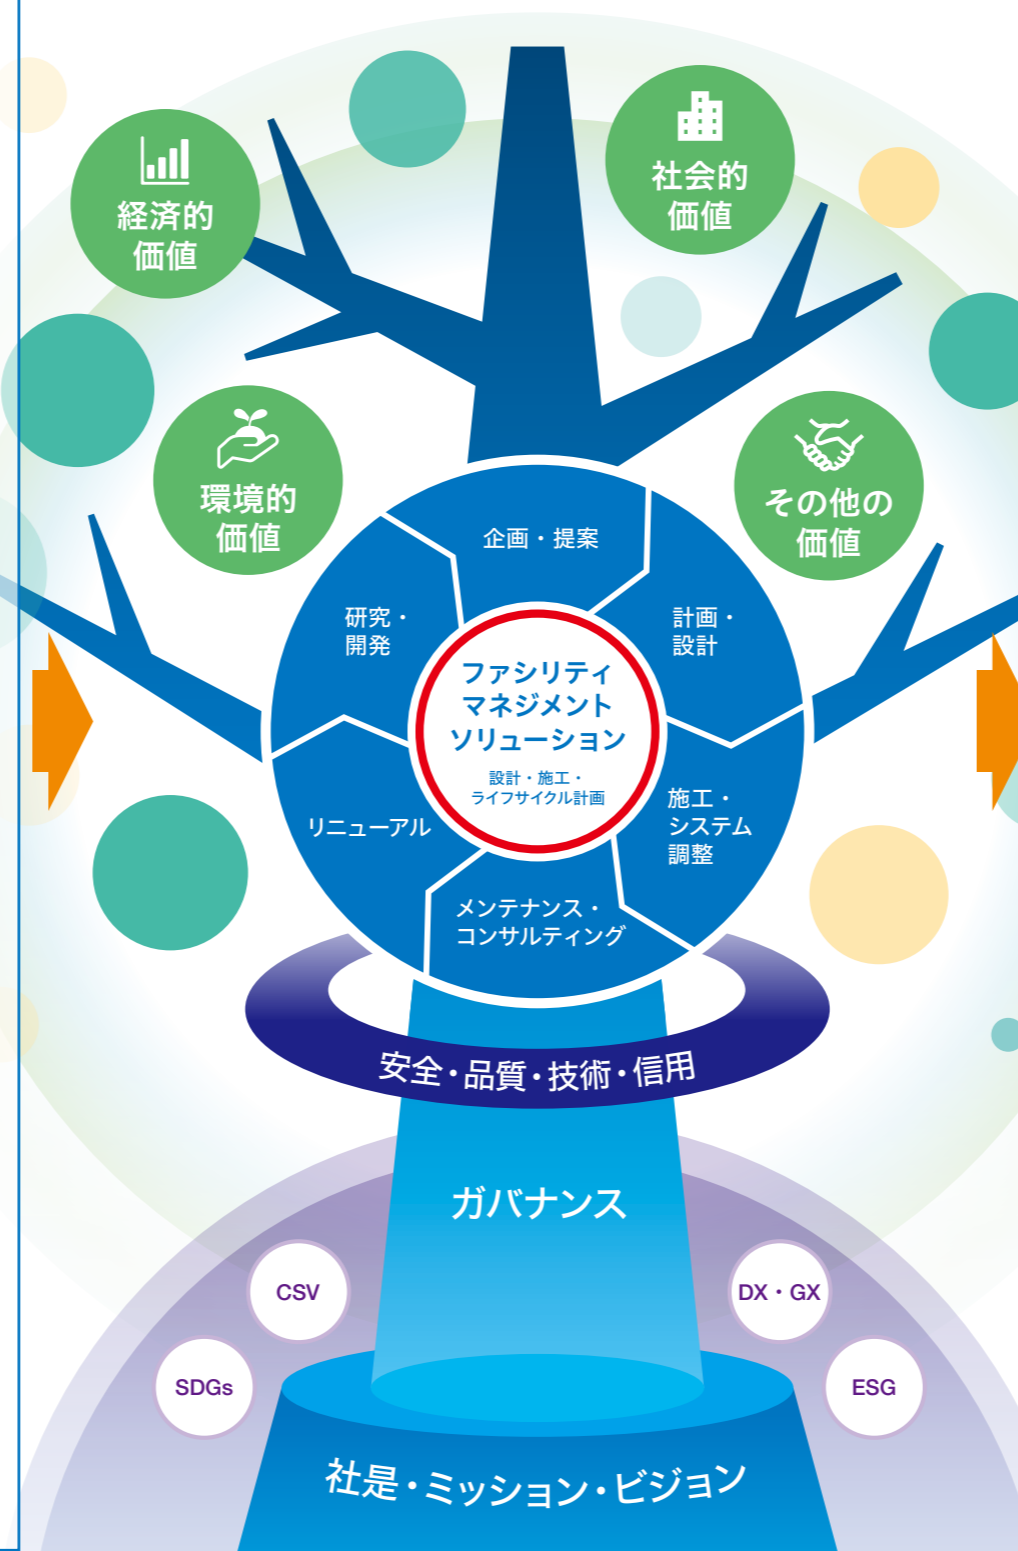 経済的
価値
社会的
価値
環境的
価値
その他の
価値
企画・提案
計画・
設計
施工・
システム
調整
メンテナンス・
コンサルティング
リニューアル
研究・
開発
ファシリティ
マネジメント
ソリューション
設計・施工・
ライフサイクル計画
安全・品質・技術・信用
ガバナンス
CSV
DX・GX
SDGs
ESG
社是・ミッション・ビジョン